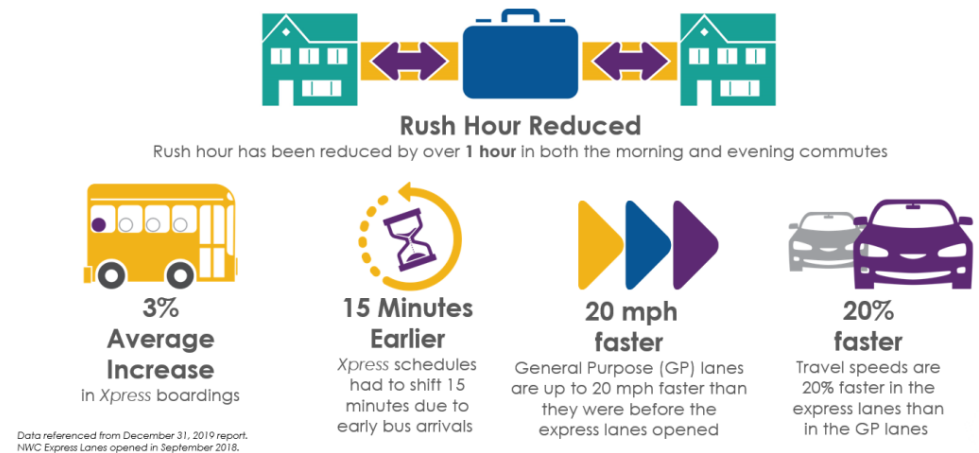 Rush Hour Reduced
Rush hour has been reduced by over 1 hour in both the morning and evening commutes
3%
Average
Increase
in Xpress boardings
15 Minutes
Earlier
Xpress schedules
had to shift 15
minutes due to
early bus arrivals
20 mph
faster
General Purpose (GP) lanes
are up to 20 mph faster than
they were before the
express lanes opened
20%
faster
Travel speeds are
20% faster in the
express lanes than
in the GP lanes
Data referenced from December 31, 2019 report.
NWC Express Lanes opened in September 2018.